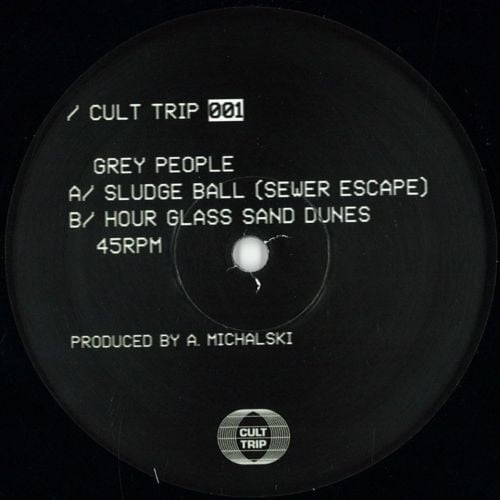 / CULT TRIP 001
GREY PEOPLE
A/ SLUDGE BALL (SEWER ESCAPE)
B/ HOUR GLASS SAND DUNES
45RPM
PRODUCED BY A. MICHALSKI
CULT
TRIP